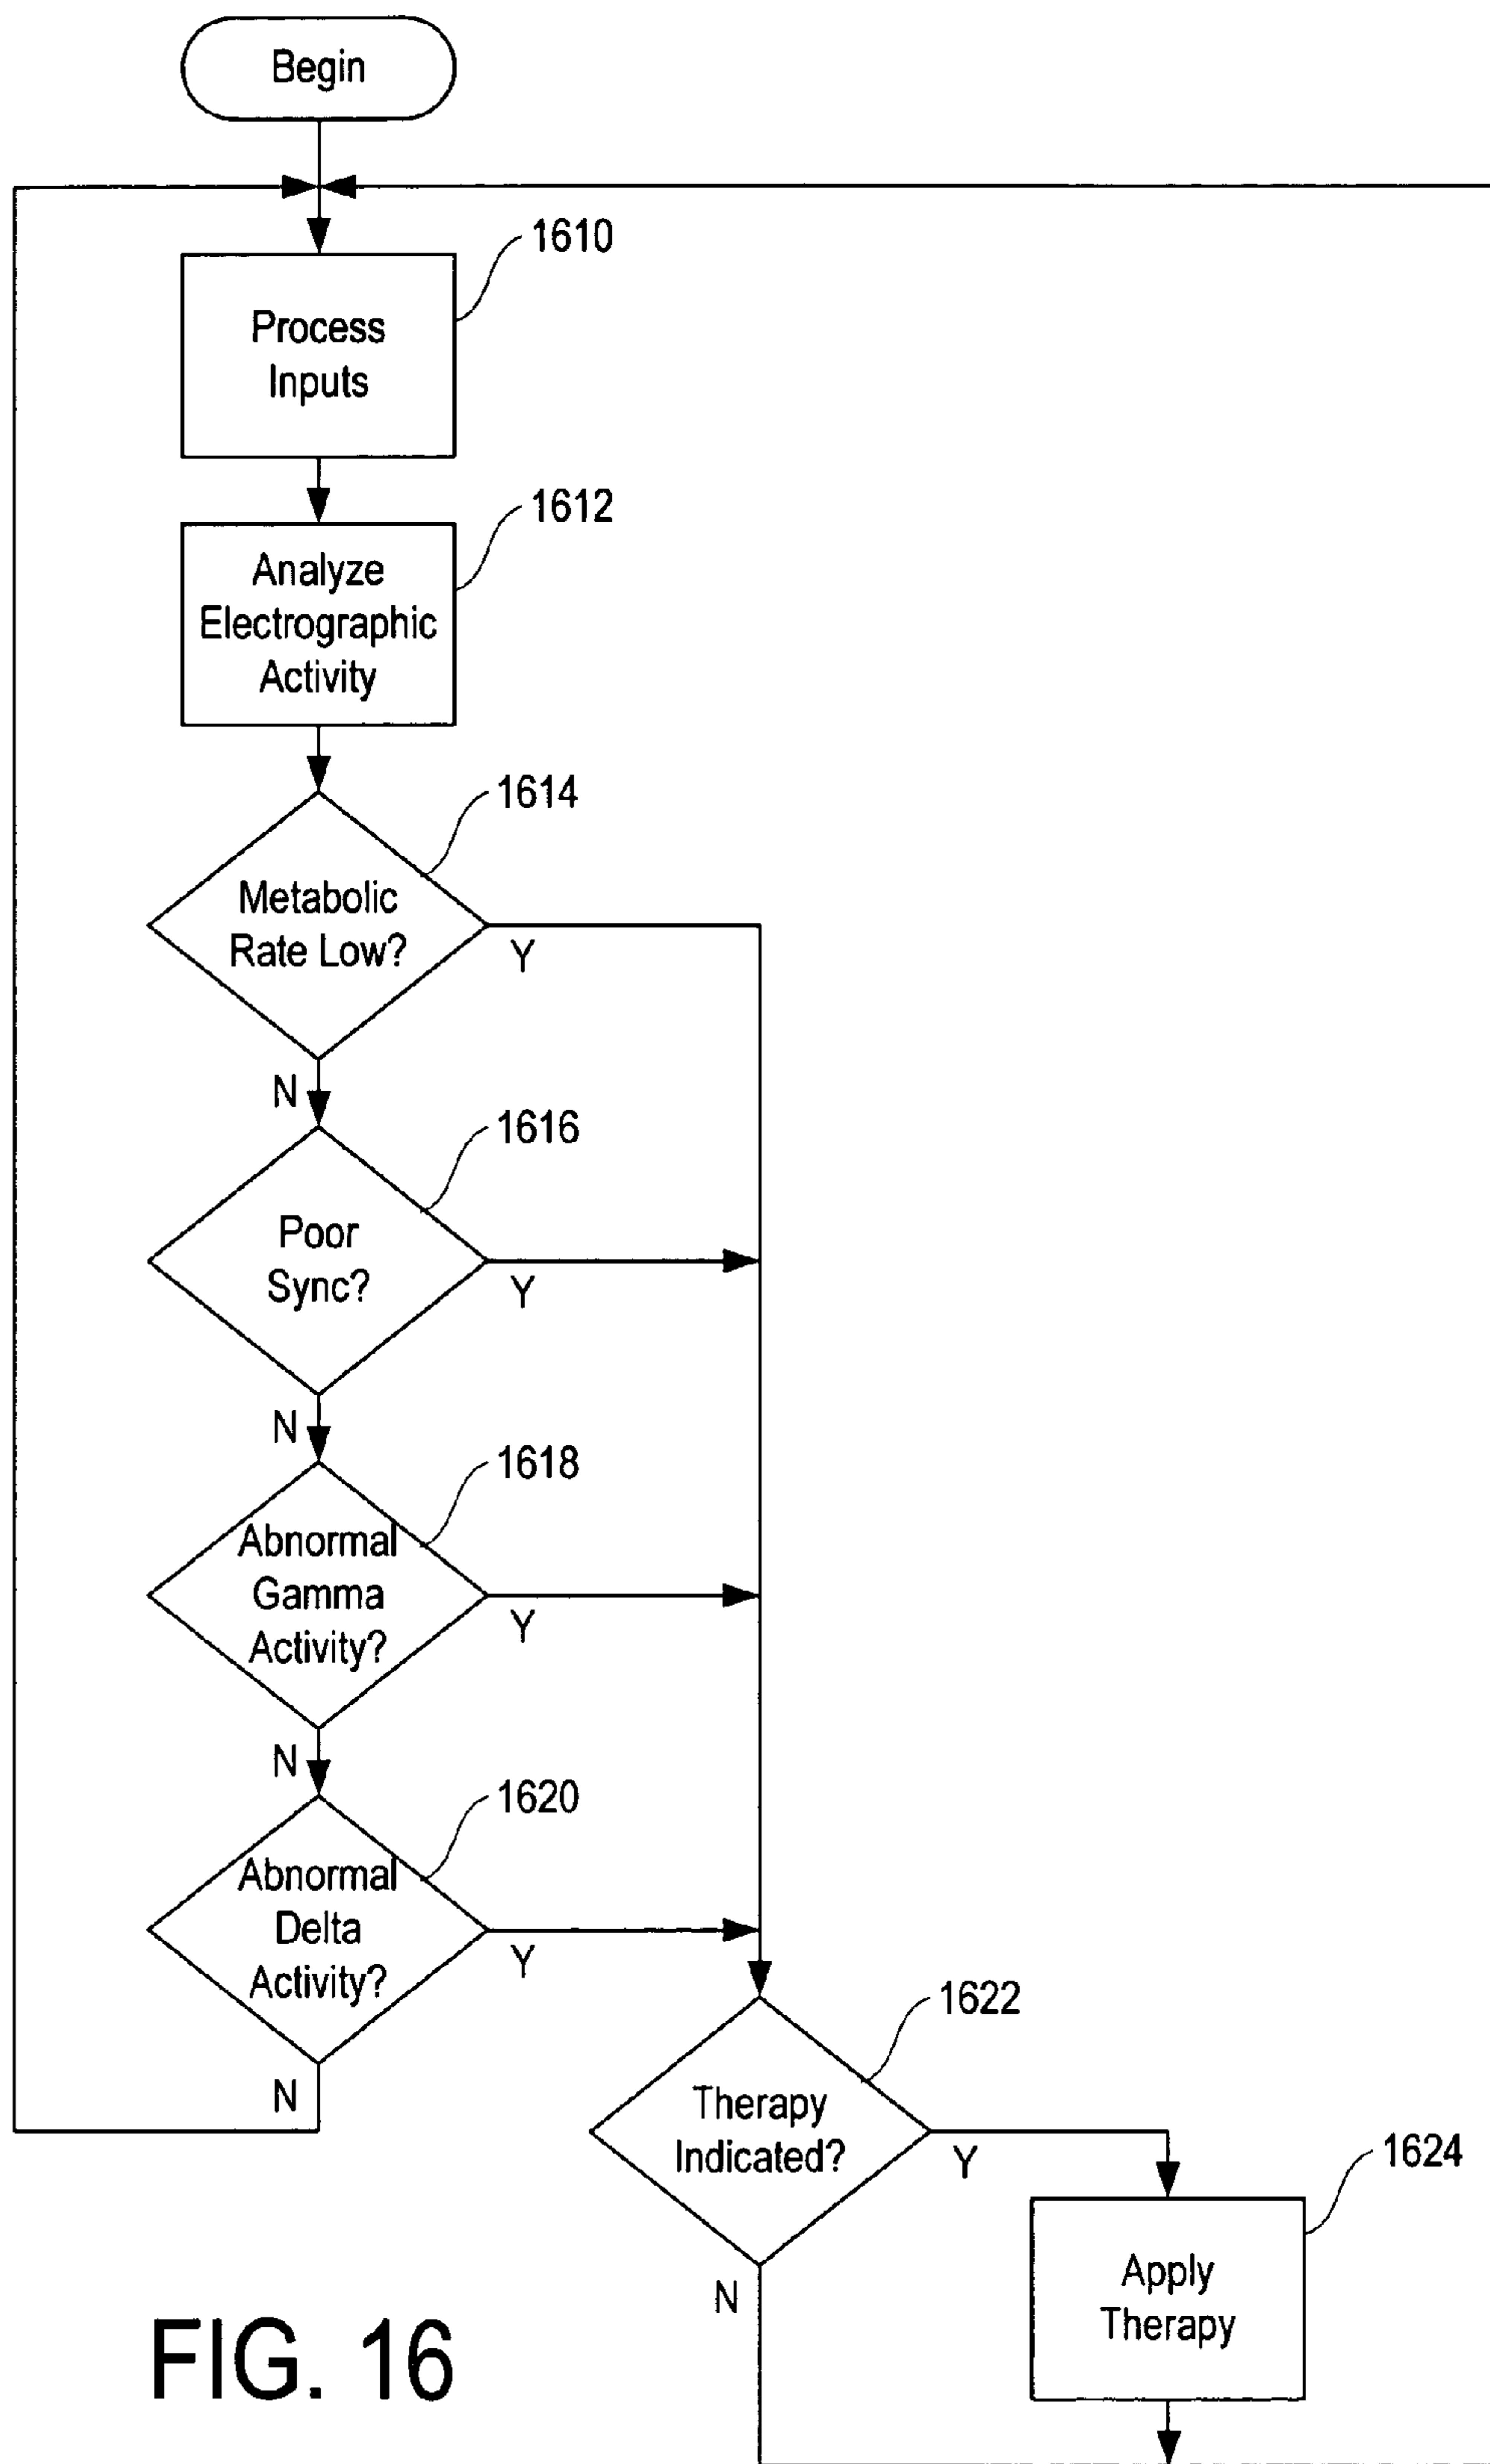 Begin
1610
Process
Inputs
1612
Analyze
Electrographic
Activity
1614
Metabolic
Rate Low?
Y
N
1616
Poor
Sync?
Y
N
1618
Abnormal
Gamma
Activity?
Y
N
1620
Abnormal
Delta
Activity?
Y
N
1622
Therapy
Indicated?
Y
N
1624
Apply
Therapy
FIG. 16